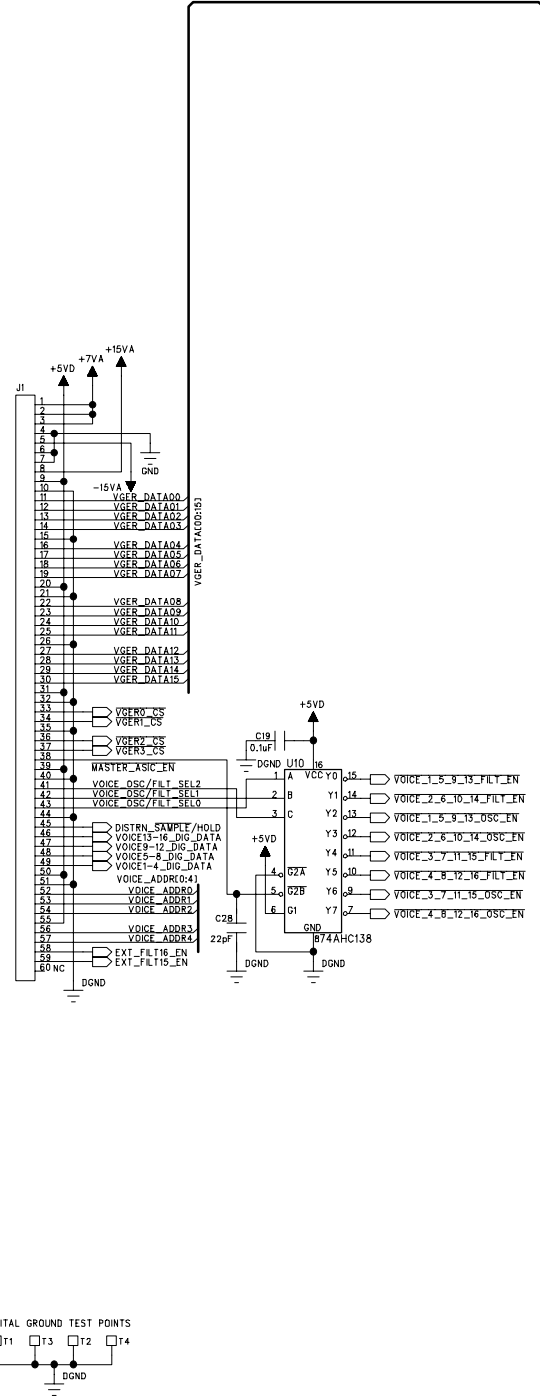 +15VA
+7VA
+5VD
J1
1
2
3
4
5
6
7
8
9
10
GND
-15VA
11 VGER_DATA00
12 VGER_DATA01
13 VGER_DATA02
14 VGER_DATA03
15
16 VGER_DATA04
17 VGER_DATA05
18 VGER_DATA06
19 VGER_DATA07
20
21
22 VGER_DATA08
23 VGER_DATA09
24 VGER_DATA10
25 VGER_DATA11
26
27 VGER_DATA12
28 VGER_DATA13
29 VGER_DATA14
30 VGER_DATA15
VGER_DATA[00:15]
31
32
33 VGER0_CS
34 VGER1_CS
35
36 VGER2_CS
37 VGER3_CS
38
39 MASTER_ASIC_EN
40
41 VOICE_OSC/FILT_SEL2
42 VOICE_OSC/FILT_SEL1
43 VOICE_OSC/FILT_SEL0
44
45 DISTRN_SAMPLE/HOLD
46 VOICE13-16_DIG_DATA
47 VOICE9-12_DIG_DATA
48 VOICE5-8_DIG_DATA
49 VOICE1-4_DIG_DATA
50
51 VOICE_ADDR[0:4]
52 VOICE_ADDR0
53 VOICE_ADDR1
54 VOICE_ADDR2
55
56 VOICE_ADDR3
57 VOICE_ADDR4
58 EXT_FILT16_EN
59 EXT_FILT15_EN
60 NC
DGND
+5VD
C19
0.1uF
DGND
U10
16
VCC
1 A
2 B
3 C
+5VD
4 G2A
5 G2B
6 G1
GND
8
74AHC138
C28
22pF
DGND
DGND
Y0 15 VOICE_1_5_9_13_FILT_EN
Y1 14 VOICE_2_6_10_14_FILT_EN
Y2 13 VOICE_1_5_9_13_OSC_EN
Y3 12 VOICE_2_6_10_14_OSC_EN
Y4 11 VOICE_3_7_11_15_FILT_EN
Y5 10 VOICE_4_8_12_16_FILT_EN
Y6 9 VOICE_3_7_11_15_OSC_EN
Y7 7 VOICE_4_8_12_16_OSC_EN
ITAL GROUND TEST POINTS
T1 T3 T2 T4
DGND